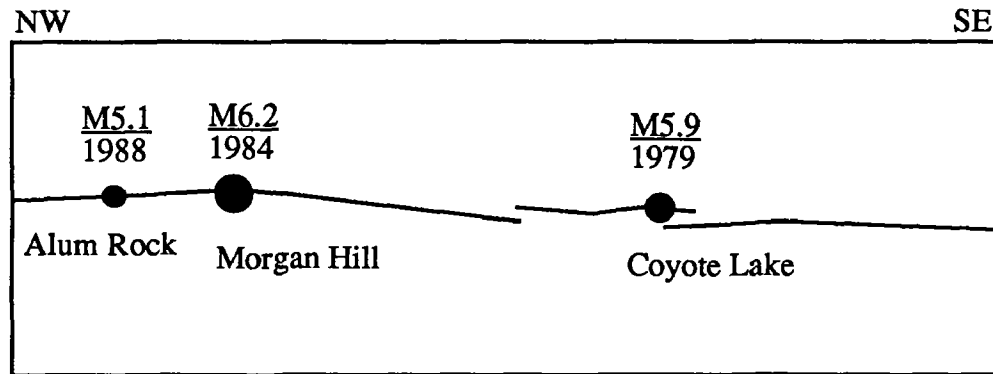 NW
SE
M5.1
1988
M6.2
1984
M5.9
1979
Alum Rock
Morgan Hill
Coyote Lake